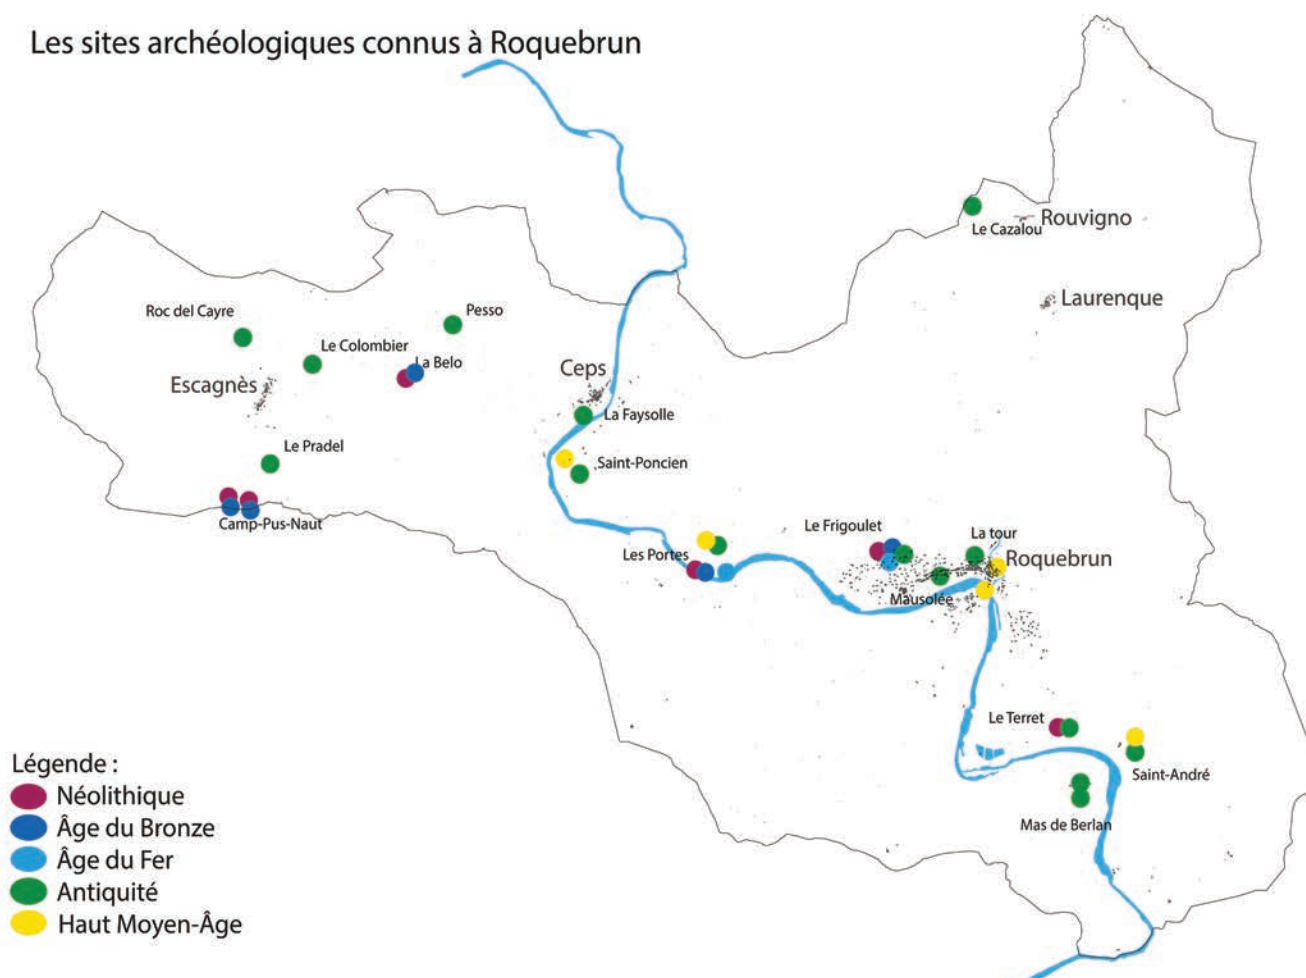 Les sites archéologiques connus à Roquebrun
Le Cazalou
Rouvigno
Laurenque
Roc del Cayre
Pesso
Le Colombier
La Belo
Escagnès
Ceps
La Faysolle
Le Pradel
Saint-Poncien
Camp-Pus-Naut
Les Portes
Le Frigoulet
La tour
Roquebrun
Mausolée
Le Terret
Saint-André
Mas de Berlan
Légende :
Néolithique
Âge du Bronze
Âge du Fer
Antiquité
Haut Moyen-Âge